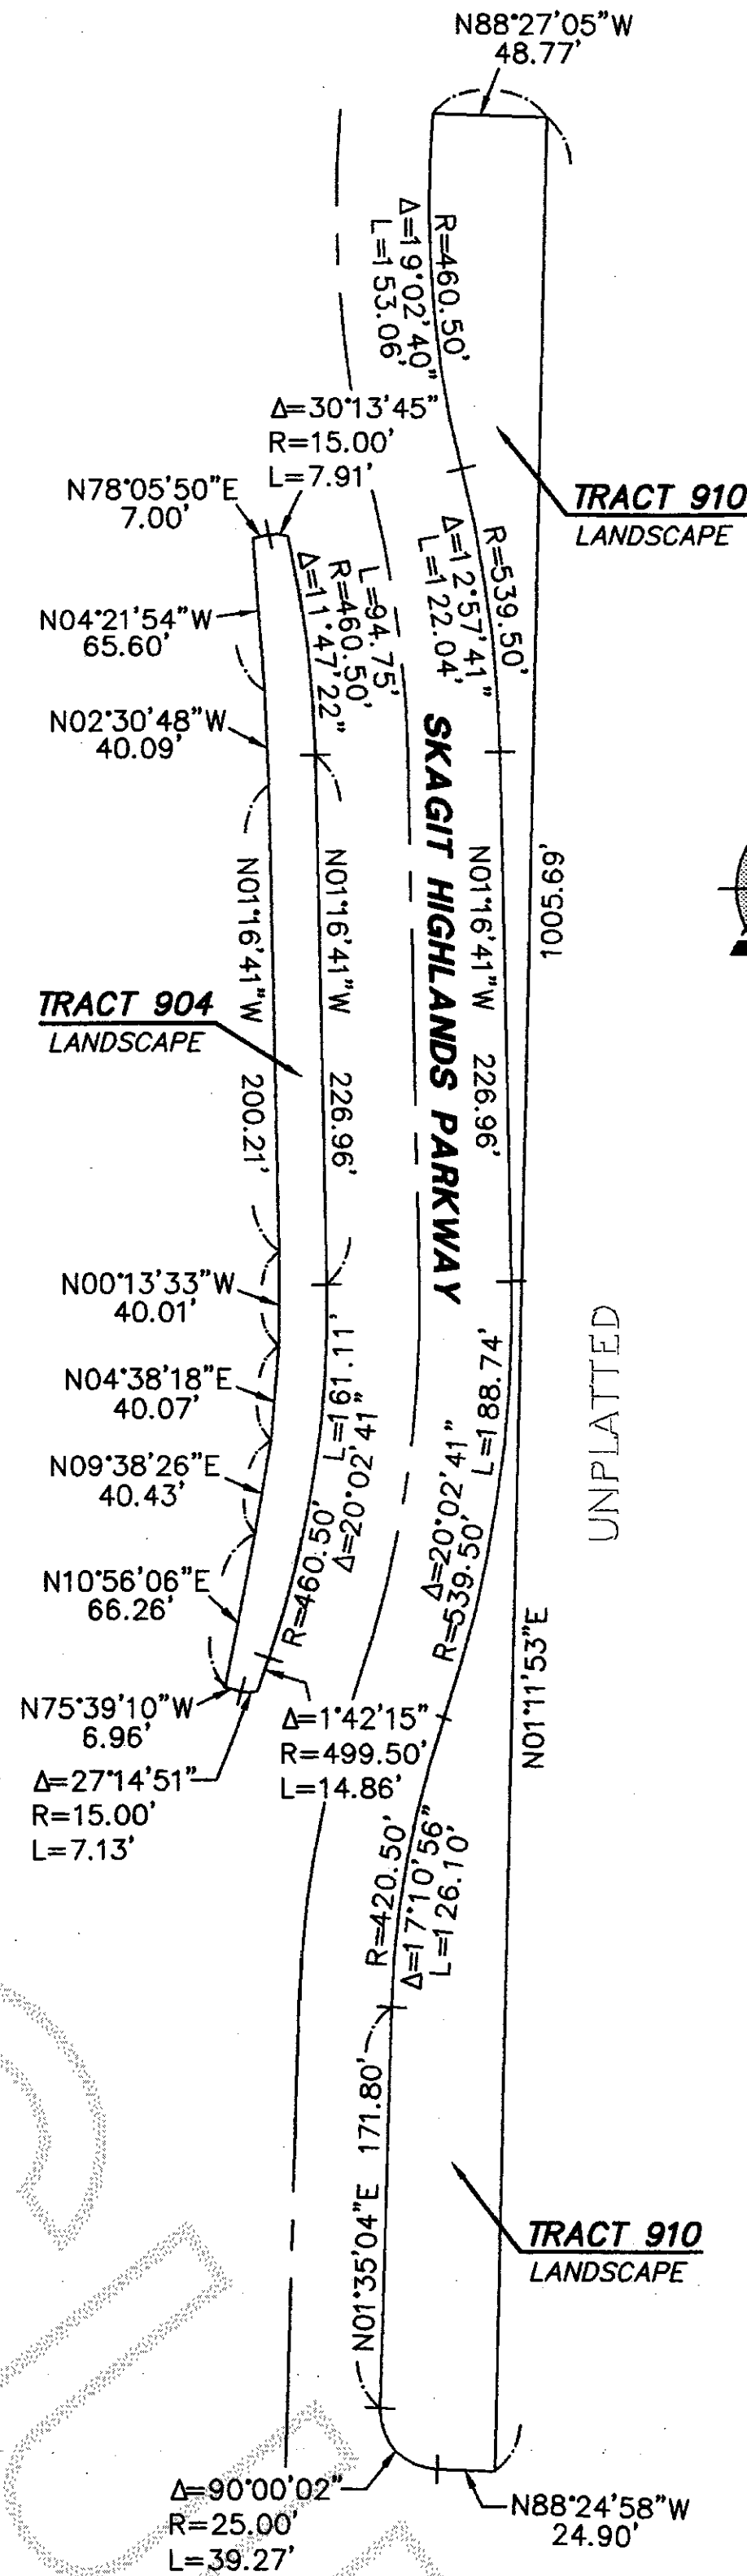 N88°27'05"W
48.77'
R=460.50'
Δ=19°02'40"
L=153.06'
Δ=30°13'45"
R=15.00'
L=7.91'
N78°05'50"E
7.00'
TRACT 910
LANDSCAPE
R=539.50'
Δ=12°57'41"
L=122.04'
L=94.75'
R=460.50'
Δ=11°47'22"
N04°21'54"W
65.60'
N02°30'48"W
40.09'
SKAGIT HIGHLANDS PARKWAY
N01°16'41"W 200.21'
N01°16'41"W 226.96'
N01°16'41"W 226.96'
1005.69'
TRACT 904
LANDSCAPE
N00°13'33"W
40.01'
N04°38'18"E
40.07'
N09°38'26"E
40.43'
N10°56'06"E
66.26'
L=161.11'
Δ=20°02'41"
R=460.50'
L=188.74'
Δ=20°02'41"
R=539.50'
UNPLATTED
N01°11'53"E
N75°39'10"W
6.96'
Δ=27°14'51"
R=15.00'
L=7.13'
Δ=1°42'15"
R=499.50'
L=14.86'
R=420.50'
Δ=17°10'56"
L=126.10'
N01°35'04"E 171.80'
TRACT 910
LANDSCAPE
Δ=90°00'02"
R=25.00'
L=39.27'
N88°24'58"W
24.90'